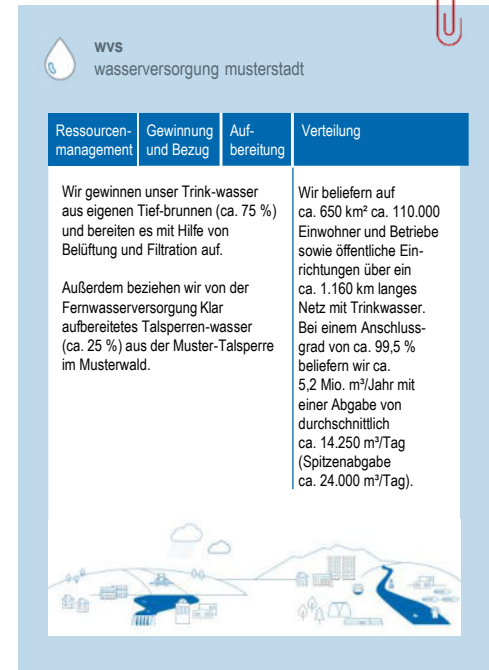 wvs
wasserversorgung musterstadt
Ressourcen-
management
Gewinnung
und Bezug
Auf-
bereitung
Verteilung
Wir gewinnen unser Trink-wasser
aus eigenen Tief-brunnen (ca. 75 %)
und bereiten es mit Hilfe von
Belüftung und Filtration auf.
Außerdem beziehen wir von der
Fernwasserversorgung Klar
aufbereitetes Talsperren-wasser
(ca. 25 %) aus der Muster-Talsperre
im Musterwald.
Wir beliefern auf
ca. 650 km² ca. 110.000
Einwohner und Betriebe
sowie öffentliche Ein-
richtungen über ein
ca. 1.160 km langes
Netz mit Trinkwasser.
Bei einem Anschluss-
grad von ca. 99,5 %
beliefern wir ca.
5,2 Mio. m³/Jahr mit
einer Abgabe von
durchschnittlich
ca. 14.250 m³/Tag
(Spitzenabgabe
ca. 24.000 m³/Tag).